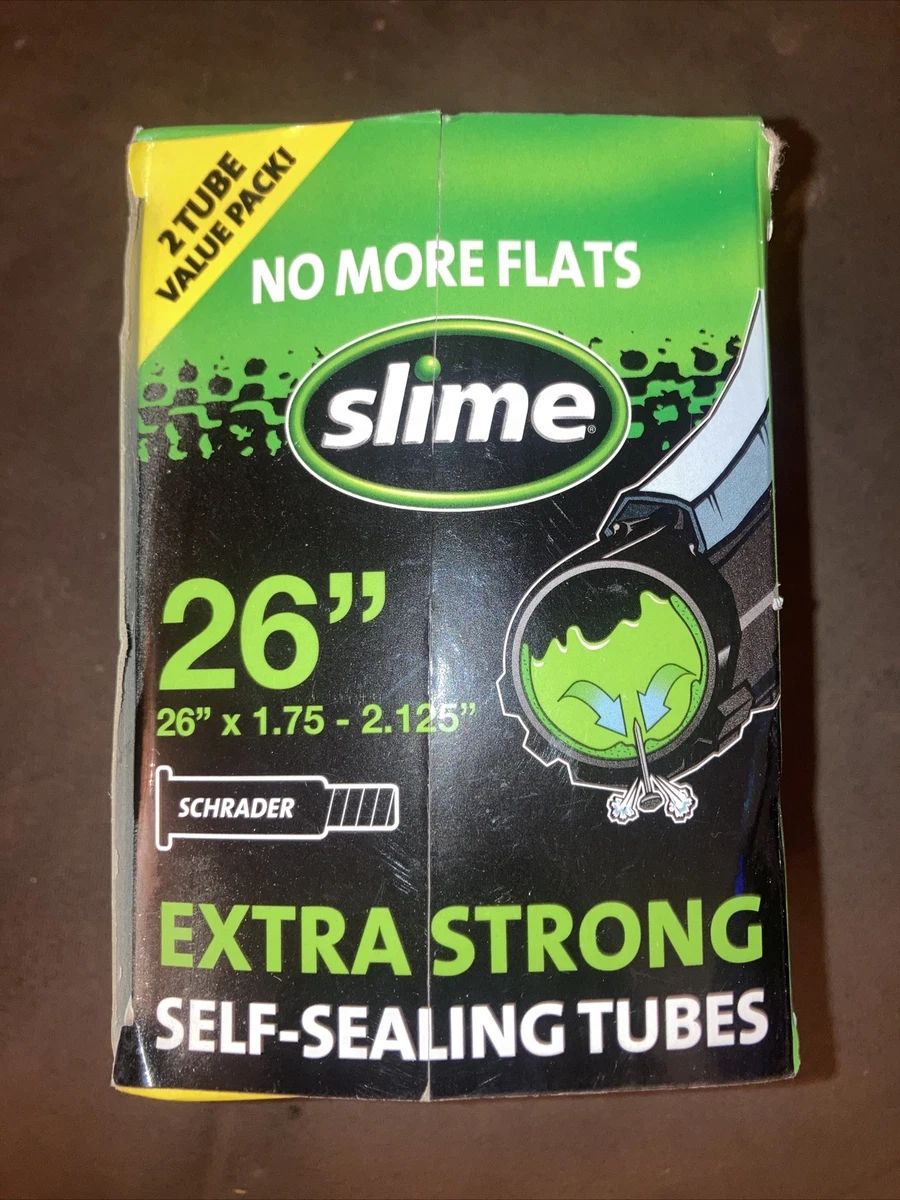 2 TUBE
VALUE PACK!
NO MORE FLATS
slime®
26”
26” x 1.75 - 2.125”
SCHRADER
EXTRA STRONG
SELF-SEALING TUBES